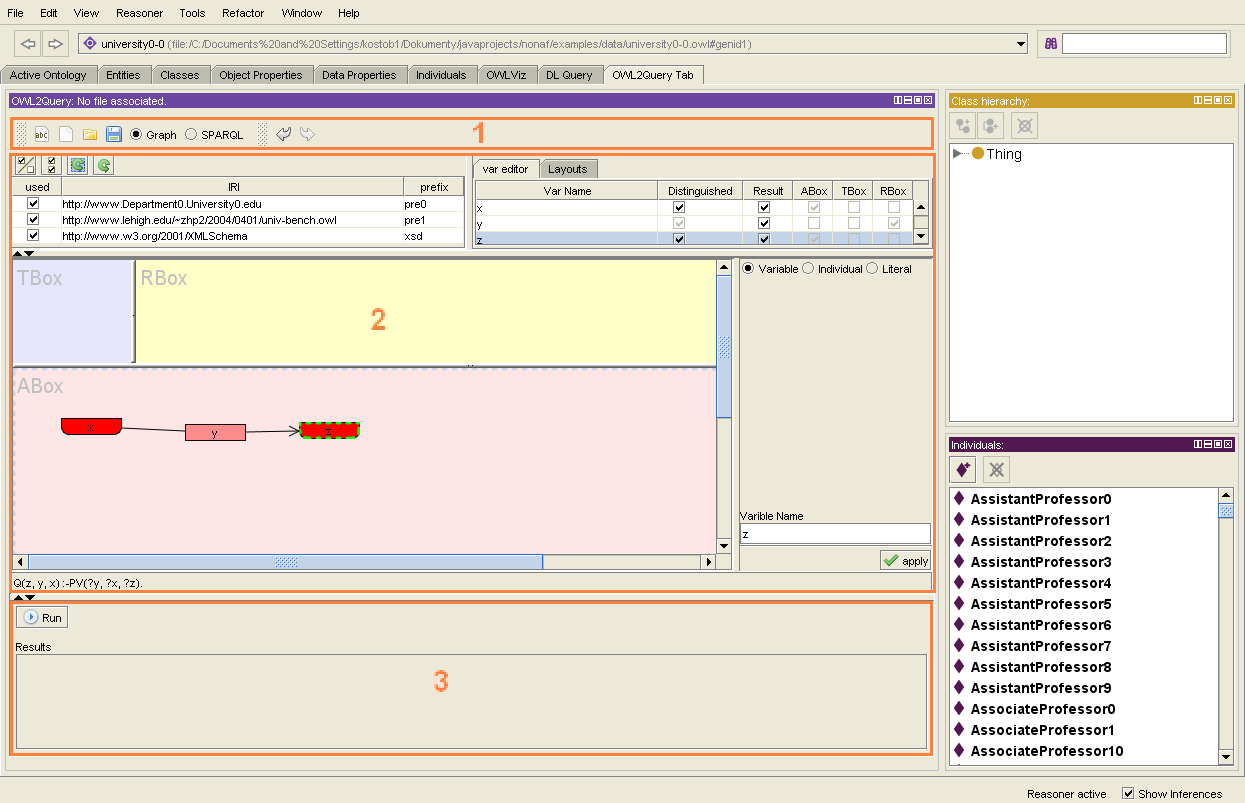 File Edit View Reasoner Tools Refactor Window Help
university0-0 (file:/C:/Documents%20and%20Settings/kostob1/Dokumenty/javaprojects/nonaf/examples/data/university0-0.owl#genid1)
Active Ontology Entities Classes Object Properties Data Properties Individuals OWLViz DL Query OWL2Query Tab
OWL2Query: No file associated.
abc Graph SPARQL 1
used IRI prefix
http://www.Department0.University0.edu pre0
http://www.lehigh.edu/~zhp2/2004/0401/univ-bench.owl pre1
http://www.w3.org/2001/XMLSchema xsd
var editor Layouts
Var Name Distinguished Result ABox TBox RBox
x
y
z
TBox RBox
2
ABox
x y z
Variable Individual Literal
Varible Name
z
apply
Q(z, y, x) :-PV(?y, ?x, ?z).
Run
Results
3
Class hierarchy:
Thing
Individuals:
AssistantProfessor0
AssistantProfessor1
AssistantProfessor2
AssistantProfessor3
AssistantProfessor4
AssistantProfessor5
AssistantProfessor6
AssistantProfessor7
AssistantProfessor8
AssistantProfessor9
AssociateProfessor0
AssociateProfessor1
AssociateProfessor10
Reasoner active Show Inferences